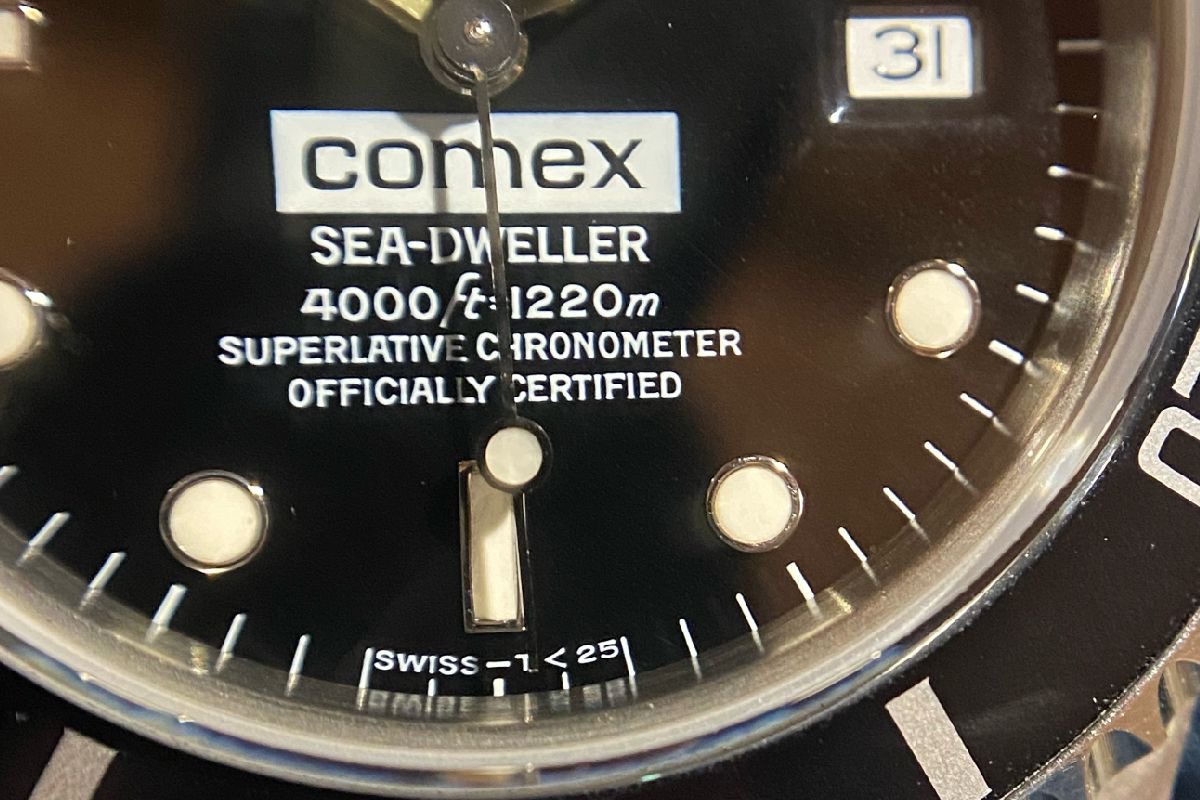 31
comex
SEA-DWELLER
4000ft=1220m
SUPERLATIVE CHRONOMETER
OFFICIALLY CERTIFIED
SWISS-T<25